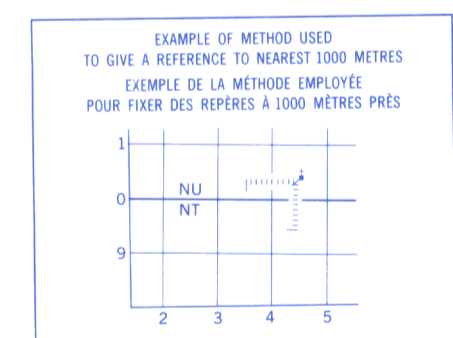 EXAMPLE OF METHOD USED
TO GIVE A REFERENCE TO NEAREST 1000 METRES
EXEMPLE DE LA MÉTHODE EMPLOYÉE
POUR FIXER DES REPÈRES À 1000 MÈTRES PRÈS
1
NU
0
NT
9
2 3 4 5